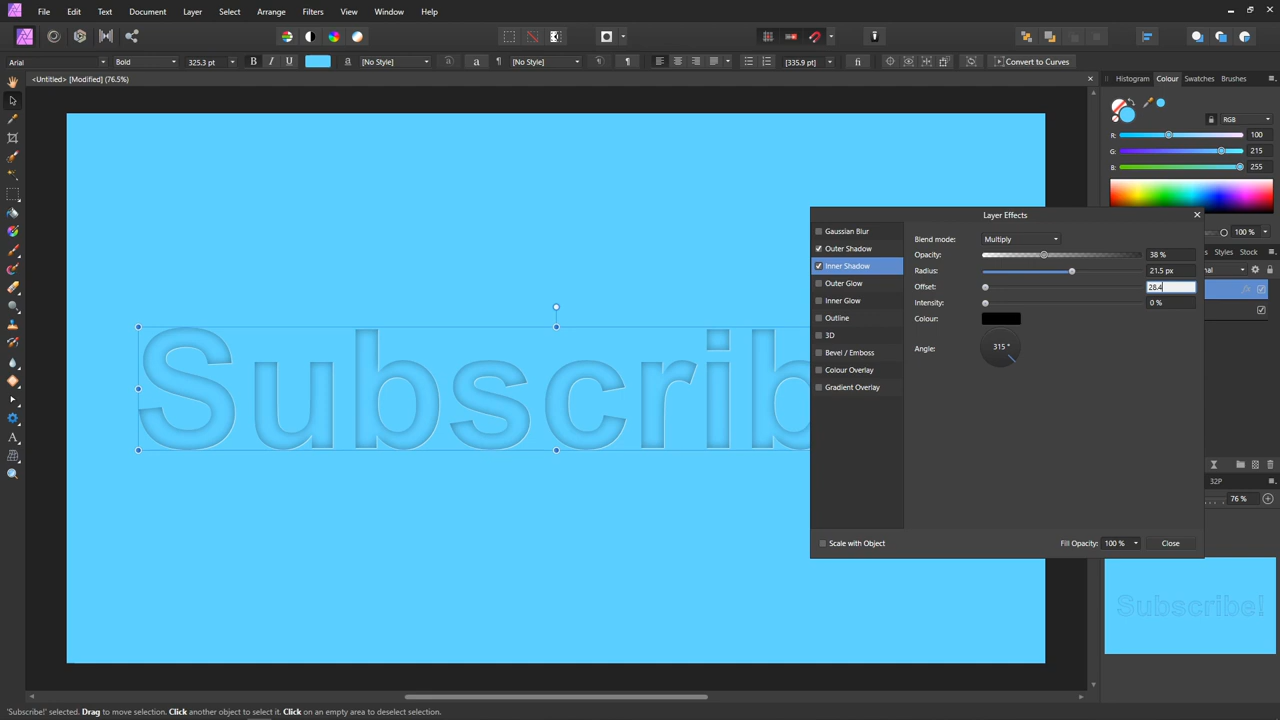 File Edit Text Document Layer Select Arrange Filters View Window Help
Arial Bold 325.3 pt B I U a [No Style] a a ¶ [No Style] ¶ ¶ [335.9 pt] fi Convert to Curves
<Untitled> [Modified] (76.5%)
Histogram Colour Swatches Brushes
RGB
R: 100
G: 215
B: 255
100 %
Styles Stock
76 %
32P
Layer Effects
Gaussian Blur
Outer Shadow
Inner Shadow
Outer Glow
Inner Glow
Outline
3D
Bevel / Emboss
Colour Overlay
Gradient Overlay
Blend mode: Multiply
Opacity: 38 %
Radius: 21.5 px
Offset: 28.4
Intensity: 0 %
Colour:
Angle: 315 °
Scale with Object
Fill Opacity: 100 % Close
Subscrib
Subscribe!
'Subscribe!' selected. Drag to move selection. Click another object to select it. Click on an empty area to deselect selection.